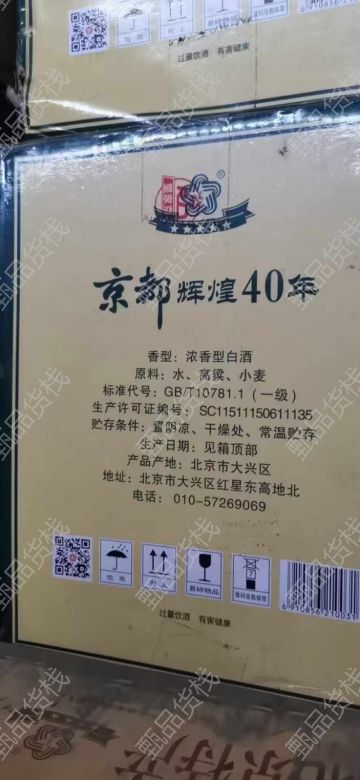 过量饮酒 有害健康
京都辉煌40年
香型：浓香型白酒
原料：水、高粱、小麦
标准代号：GB/T10781.1（一级）
生产许可证编号：SC11511150611135
贮存条件：置阴凉、干燥处、常温贮存
生产日期：见箱顶部
产品产地：北京市大兴区
地址：北京市大兴区红星东高地北
电话：010-57269069
怕雨
向上
易碎物品
过量饮酒 有害健康
甄品货栈